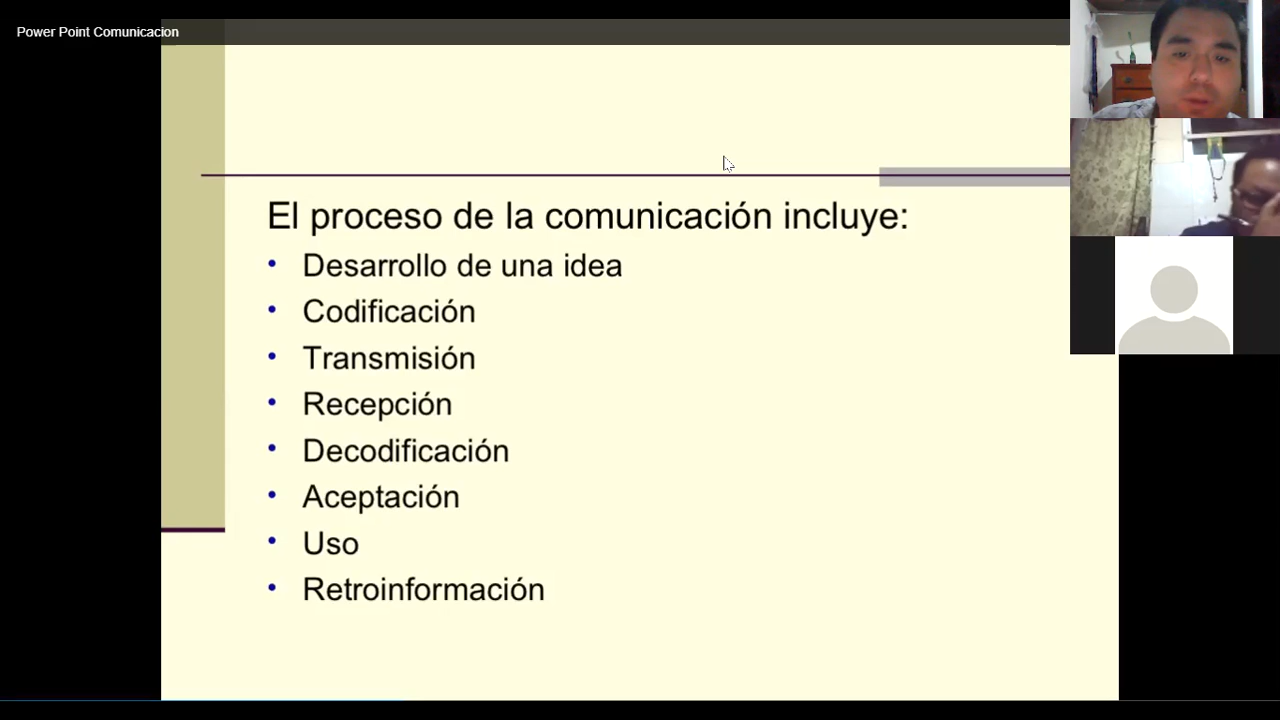 Power Point Comunicacion
El proceso de la comunicación incluye:
• Desarrollo de una idea
• Codificación
• Transmisión
• Recepción
• Decodificación
• Aceptación
• Uso
• Retroinformación